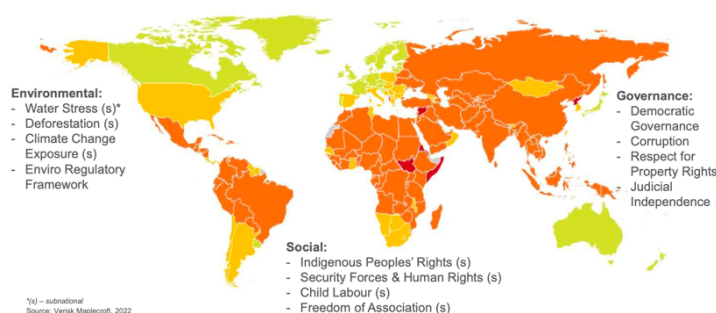 Environmental:
- Water Stress (s)*
- Deforestation (s)
- Climate Change
Exposure (s)
- Enviro Regulatory
Framework
Governance:
- Democratic
Governance
- Corruption
- Respect for
Property Rights
- Judicial
Independence
Social:
- Indigenous Peoples' Rights (s)
- Security Forces & Human Rights (s)
- Child Labour (s)
- Freedom of Association (s)
*(s) – subnational
Source: Verisk Maplecroft, 2022